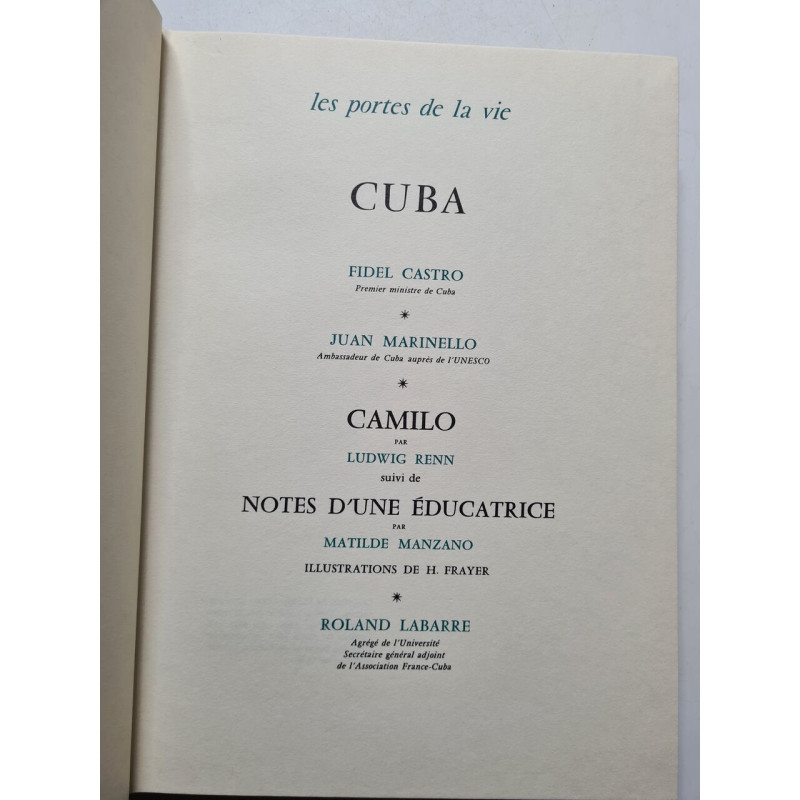 les portes de la vie
CUBA
FIDEL CASTRO
Premier ministre de Cuba
*
JUAN MARINELLO
Ambassadeur de Cuba auprés de l'UNESCO
*
CAMILO
PAR
LUDWIG RENN
suivi de
NOTES D'UNE ÉDUCATRICE
PAR
MATILDE MANZANO
ILLUSTRATIONS DE H. FRAYER
*
ROLAND LABARRE
Agrégé de l'Université
Secrétaire général adjoint
de l'Association France-Cuba